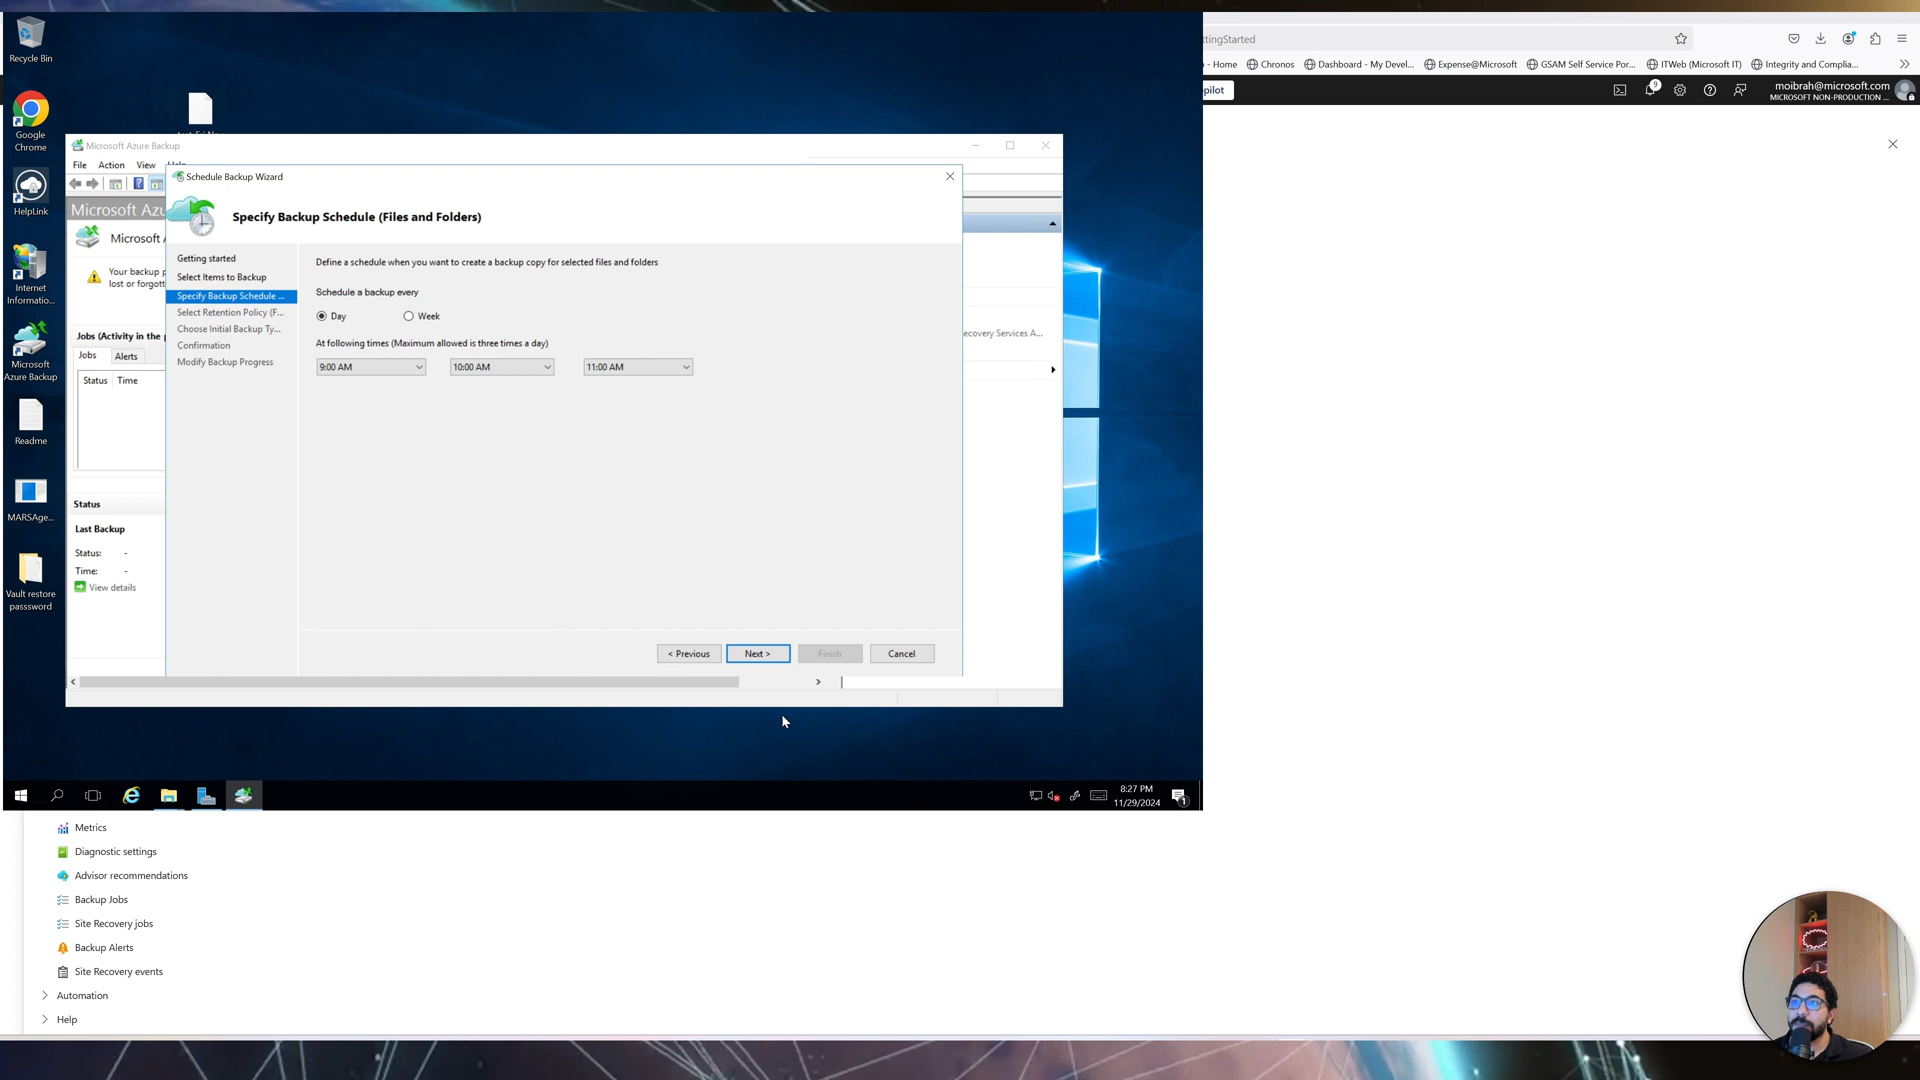 Recycle Bin
Google
Chrome
HelpLink
Internet
Informatio...
Microsoft
Azure Backup
Readme
MARSAge...
Vault restore
passsword
Microsoft Azure Backup
File Action View Help
Microsoft Azu
Microsoft A
Your backup p
lost or forgott
Jobs (Activity in the p
Jobs Alerts
Status Time
Status
Last Backup
Status: -
Time: -
View details
Schedule Backup Wizard
Specify Backup Schedule (Files and Folders)
Getting started
Select Items to Backup
Specify Backup Schedule ...
Select Retention Policy (F...
Choose Initial Backup Ty...
Confirmation
Modify Backup Progress
Define a schedule when you want to create a backup copy for selected files and folders
Schedule a backup every
Day Week
At following times (Maximum allowed is three times a day)
9:00 AM 10:00 AM 11:00 AM
< Previous Next > Finish Cancel
ecovery Services A...
8:27 PM
11/29/2024
1
ttingStarted
- Home Chronos Dashboard - My Devel... Expense@Microsoft GSAM Self Service Por... ITWeb (Microsoft IT) Integrity and Complia...
pilot
9
moibrah@microsoft.com
MICROSOFT NON-PRODUCTION ...
Metrics
Diagnostic settings
Advisor recommendations
Backup Jobs
Site Recovery jobs
Backup Alerts
Site Recovery events
Automation
Help